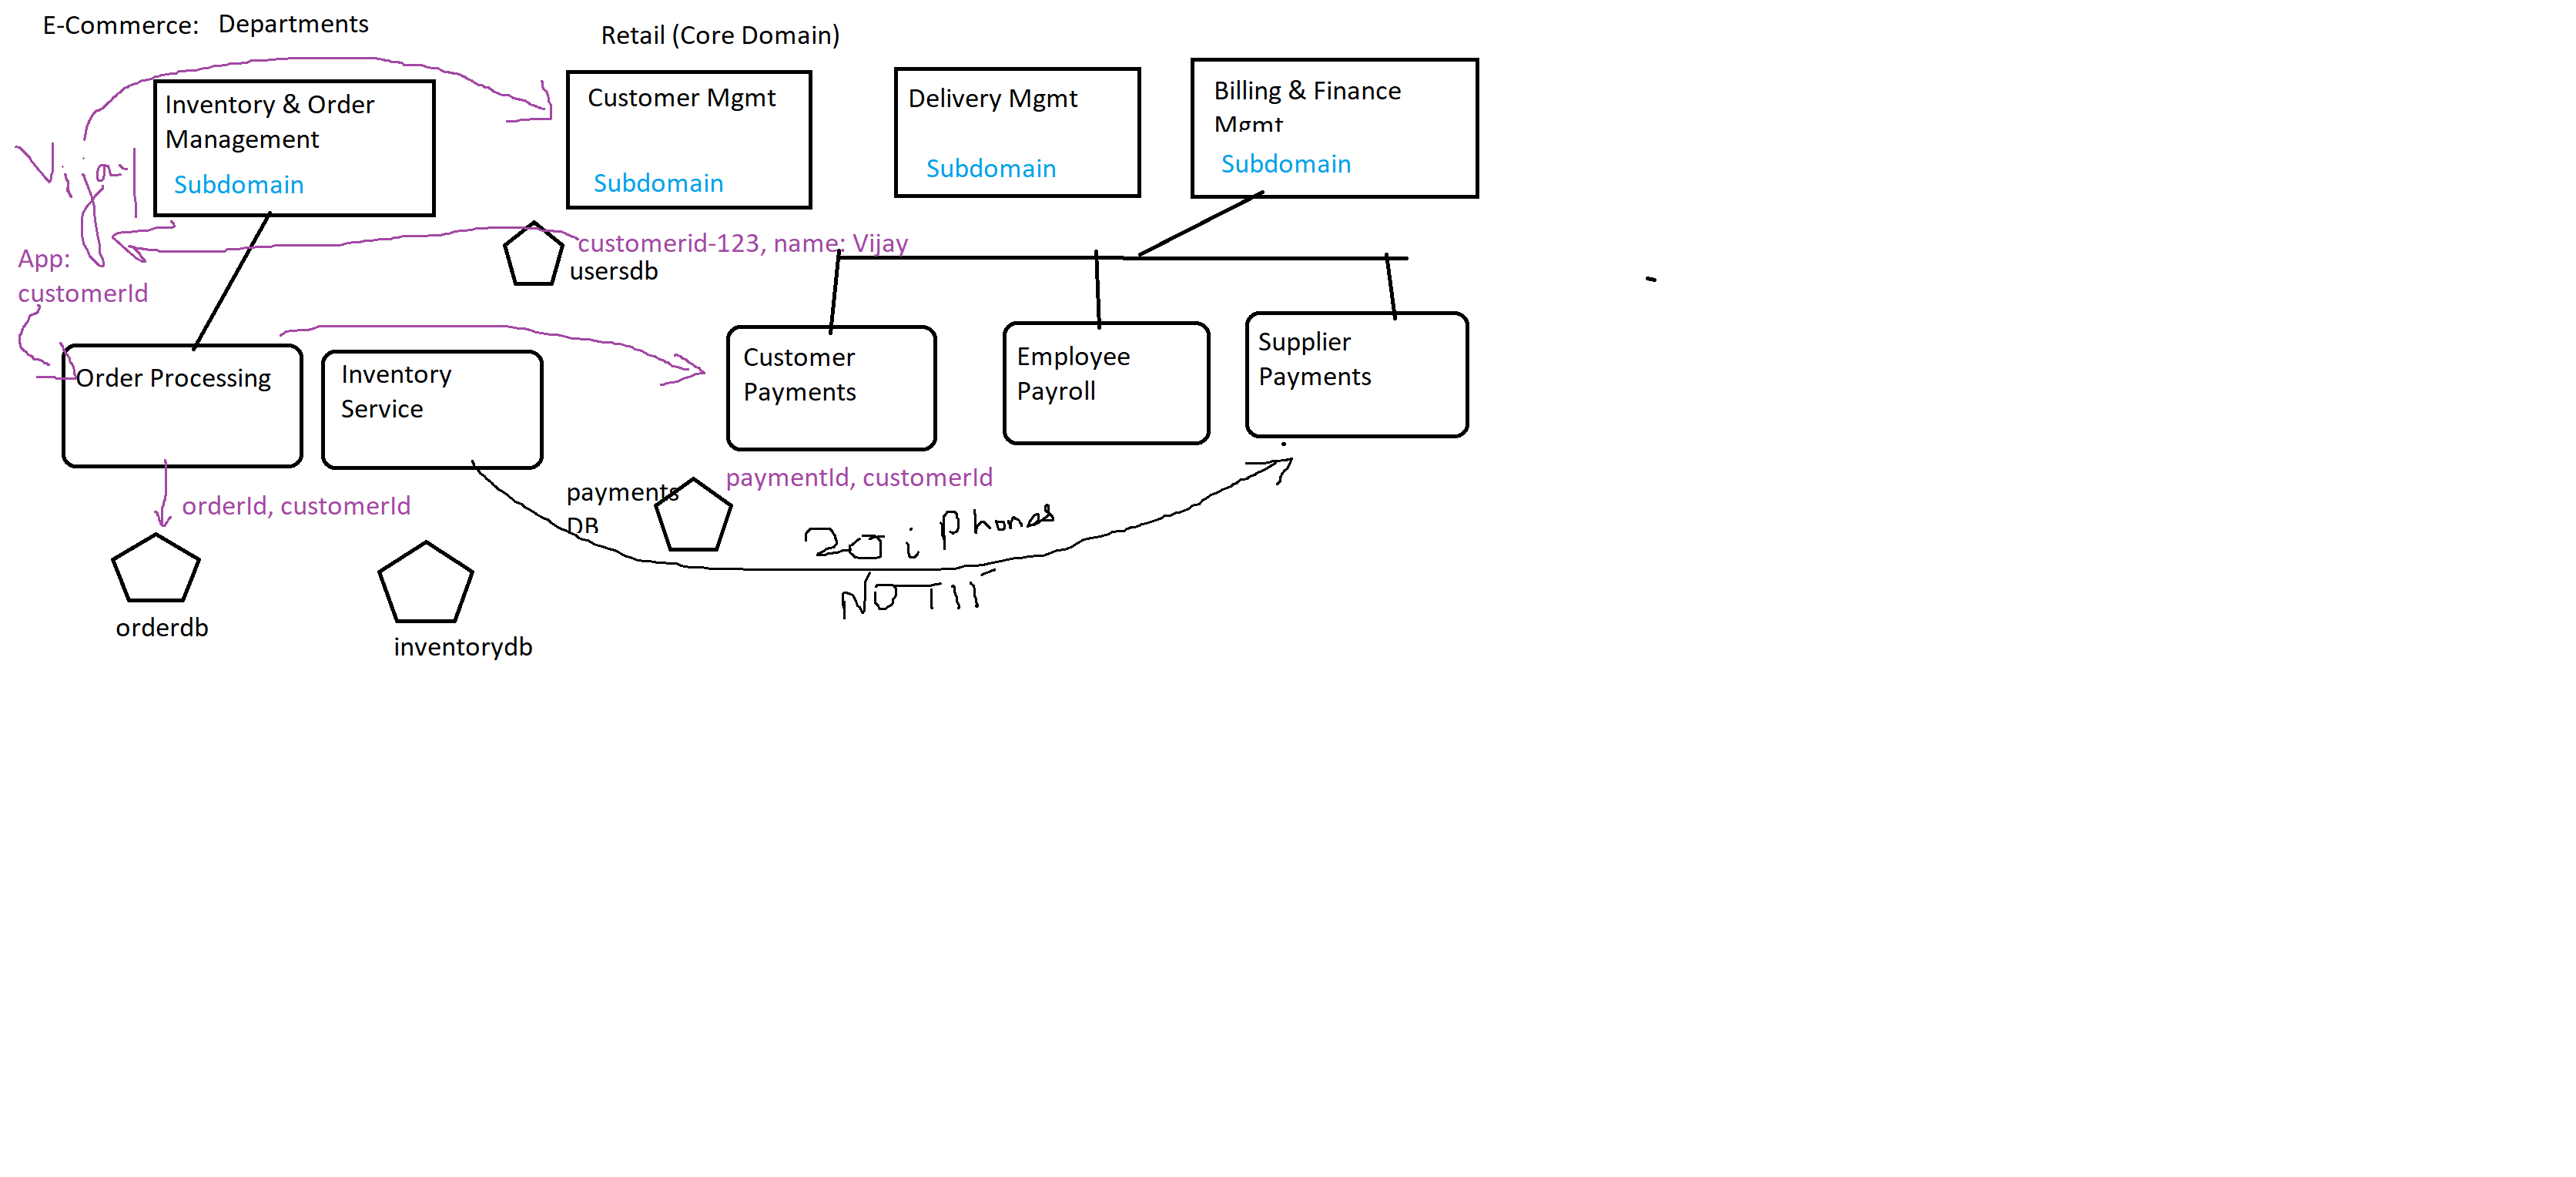 E-Commerce: Departments
Retail (Core Domain)
Inventory & Order
Management
Subdomain
Customer Mgmt
Subdomain
Delivery Mgmt
Subdomain
Billing & Finance
Mgmt
Subdomain
Vijay
customerid-123, name: Vijay
usersdb
App:
customerId
Order Processing
Inventory
Service
Customer
Payments
Employee
Payroll
Supplier
Payments
orderId, customerId
payments
DB
paymentId, customerId
20 iPhones
orderdb
inventorydb